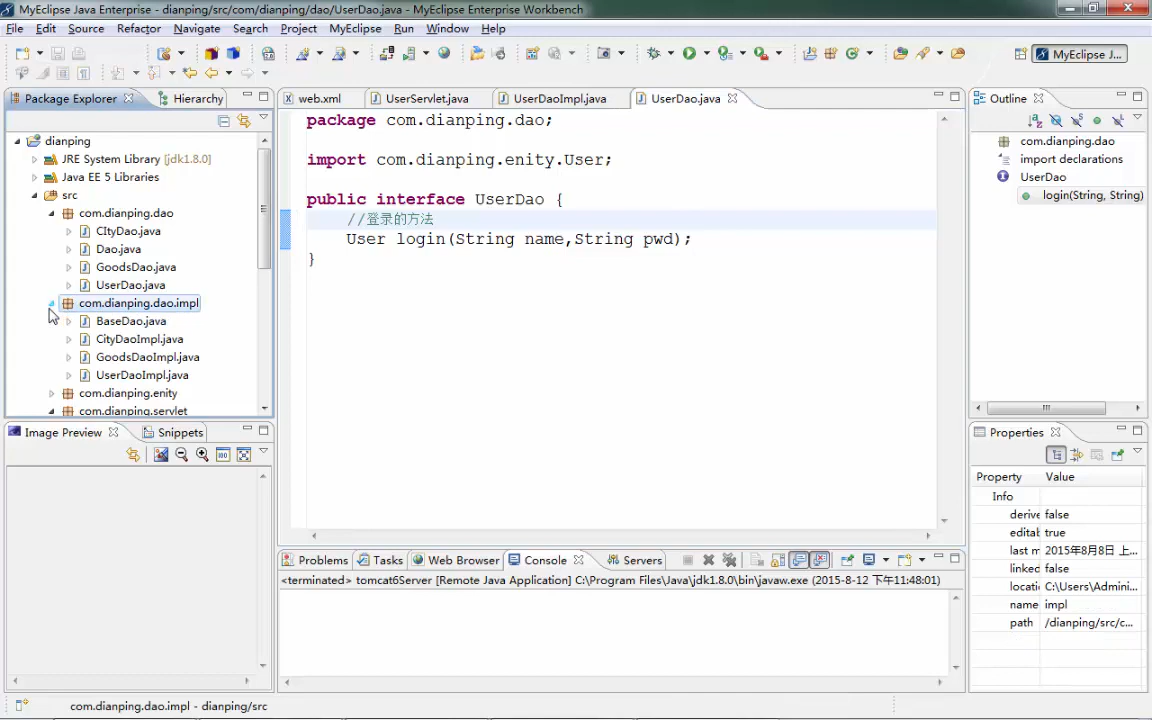 MyEclipse Java Enterprise - dianping/src/com/dianping/dao/UserDao.java - MyEclipse Enterprise Workbench
File Edit Source Refactor Navigate Search Project MyEclipse Run Window Help
MyEclipse J...
Package Explorer
Hierarchy
dianping
JRE System Library [jdk1.8.0]
Java EE 5 Libraries
src
com.dianping.dao
CItyDao.java
Dao.java
GoodsDao.java
UserDao.java
com.dianping.dao.impl
BaseDao.java
CityDaoImpl.java
GoodsDaoImpl.java
UserDaoImpl.java
com.dianping.enity
com.dianping.servlet
Image Preview
Snippets
web.xml
UserServlet.java
UserDaoImpl.java
UserDao.java
package com.dianping.dao;
import com.dianping.enity.User;
public interface UserDao {
//登录的方法
User login(String name,String pwd);
}
Problems
Tasks
Web Browser
Console
Servers
<terminated> tomcat6Server [Remote Java Application] C:\Program Files\Java\jdk1.8.0\bin\javaw.exe (2015-8-12 下午11:48:01)
Outline
com.dianping.dao
import declarations
UserDao
login(String, String)
Properties
Property Value
Info
derive false
editab true
last m 2015年8月8日 上...
linked false
locatio C:\Users\Admini...
name impl
path /dianping/src/c...
com.dianping.dao.impl - dianping/src